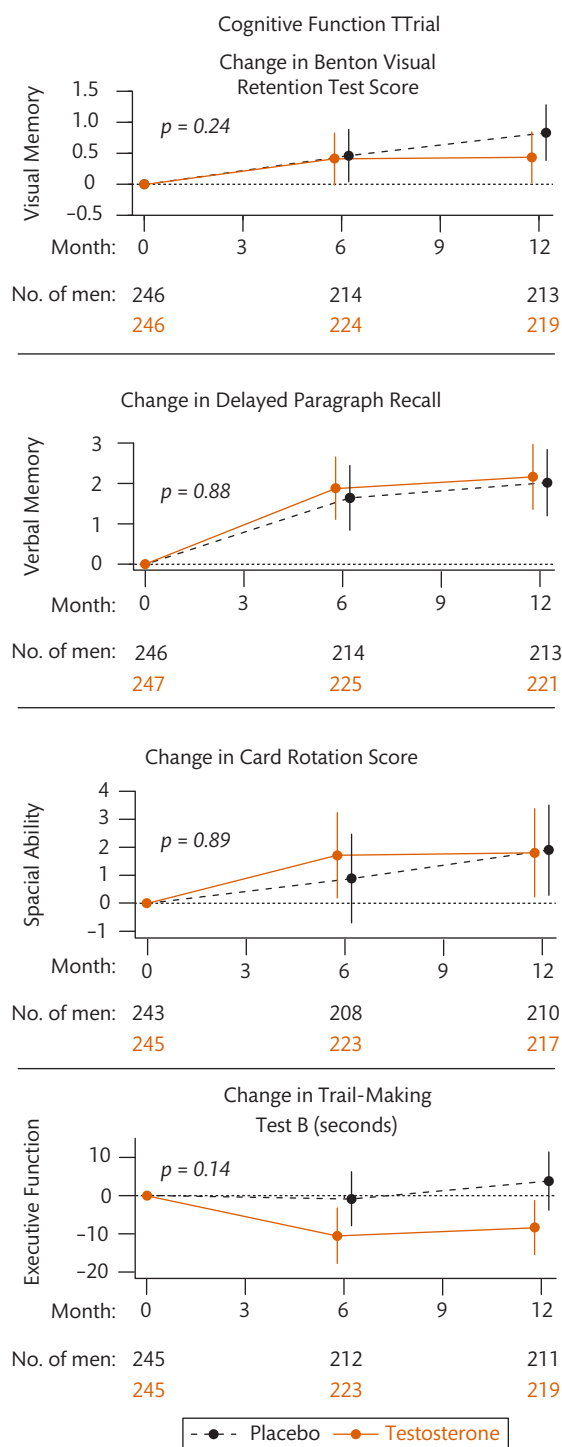 Cognitive Function TTrial
Change in Benton Visual
Retention Test Score
Visual Memory
1.5
1.0
0.5
0
–0.5
p = 0.24
Month: 0 3 6 9 12
No. of men: 246 214 213
246 224 219
Change in Delayed Paragraph Recall
Verbal Memory
3
2
1
0
p = 0.88
Month: 0 3 6 9 12
No. of men: 246 214 213
247 225 221
Change in Card Rotation Score
Spacial Ability
4
3
2
1
0
–1
p = 0.89
Month: 0 3 6 9 12
No. of men: 243 208 210
245 223 217
Change in Trail-Making
Test B (seconds)
Executive Function
10
0
–10
–20
p = 0.14
Month: 0 3 6 9 12
No. of men: 245 212 211
245 223 219
Placebo Testosterone